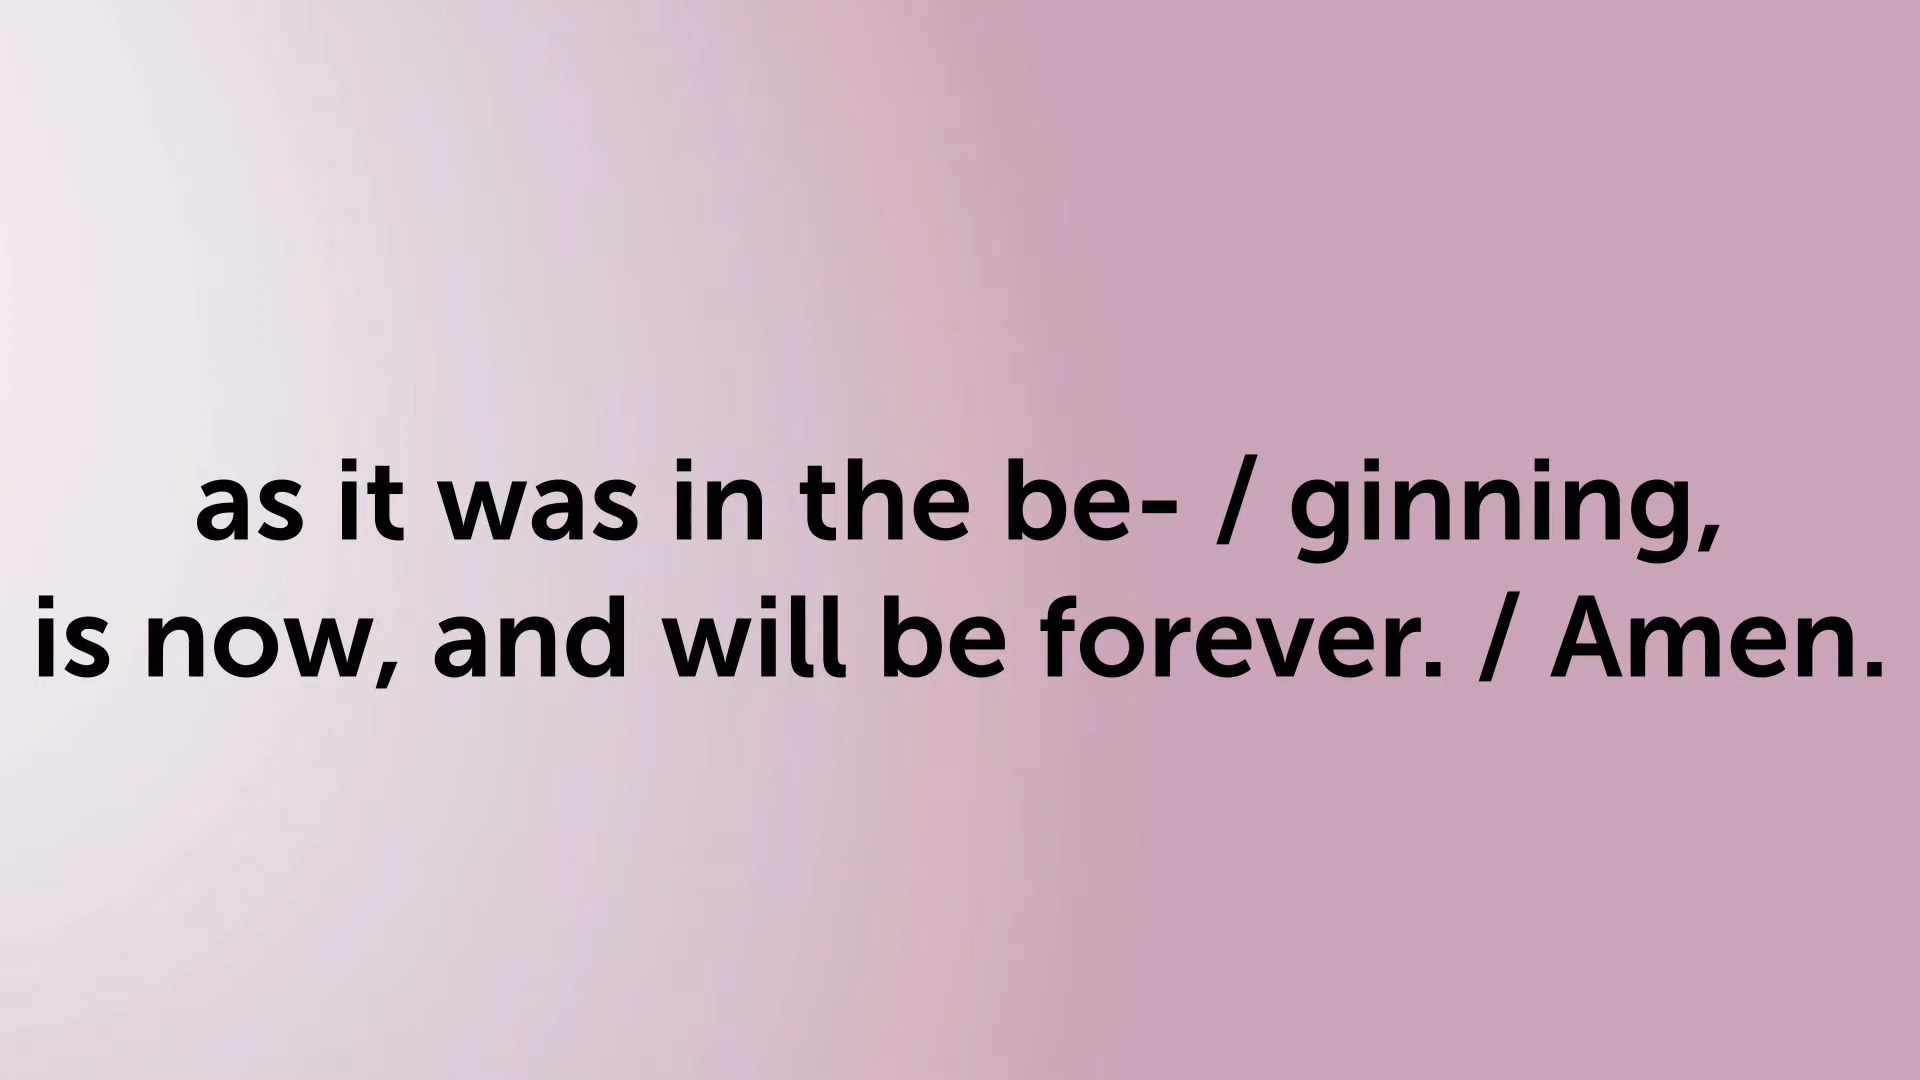 as it was in the be- / ginning,
is now, and will be forever. / Amen.